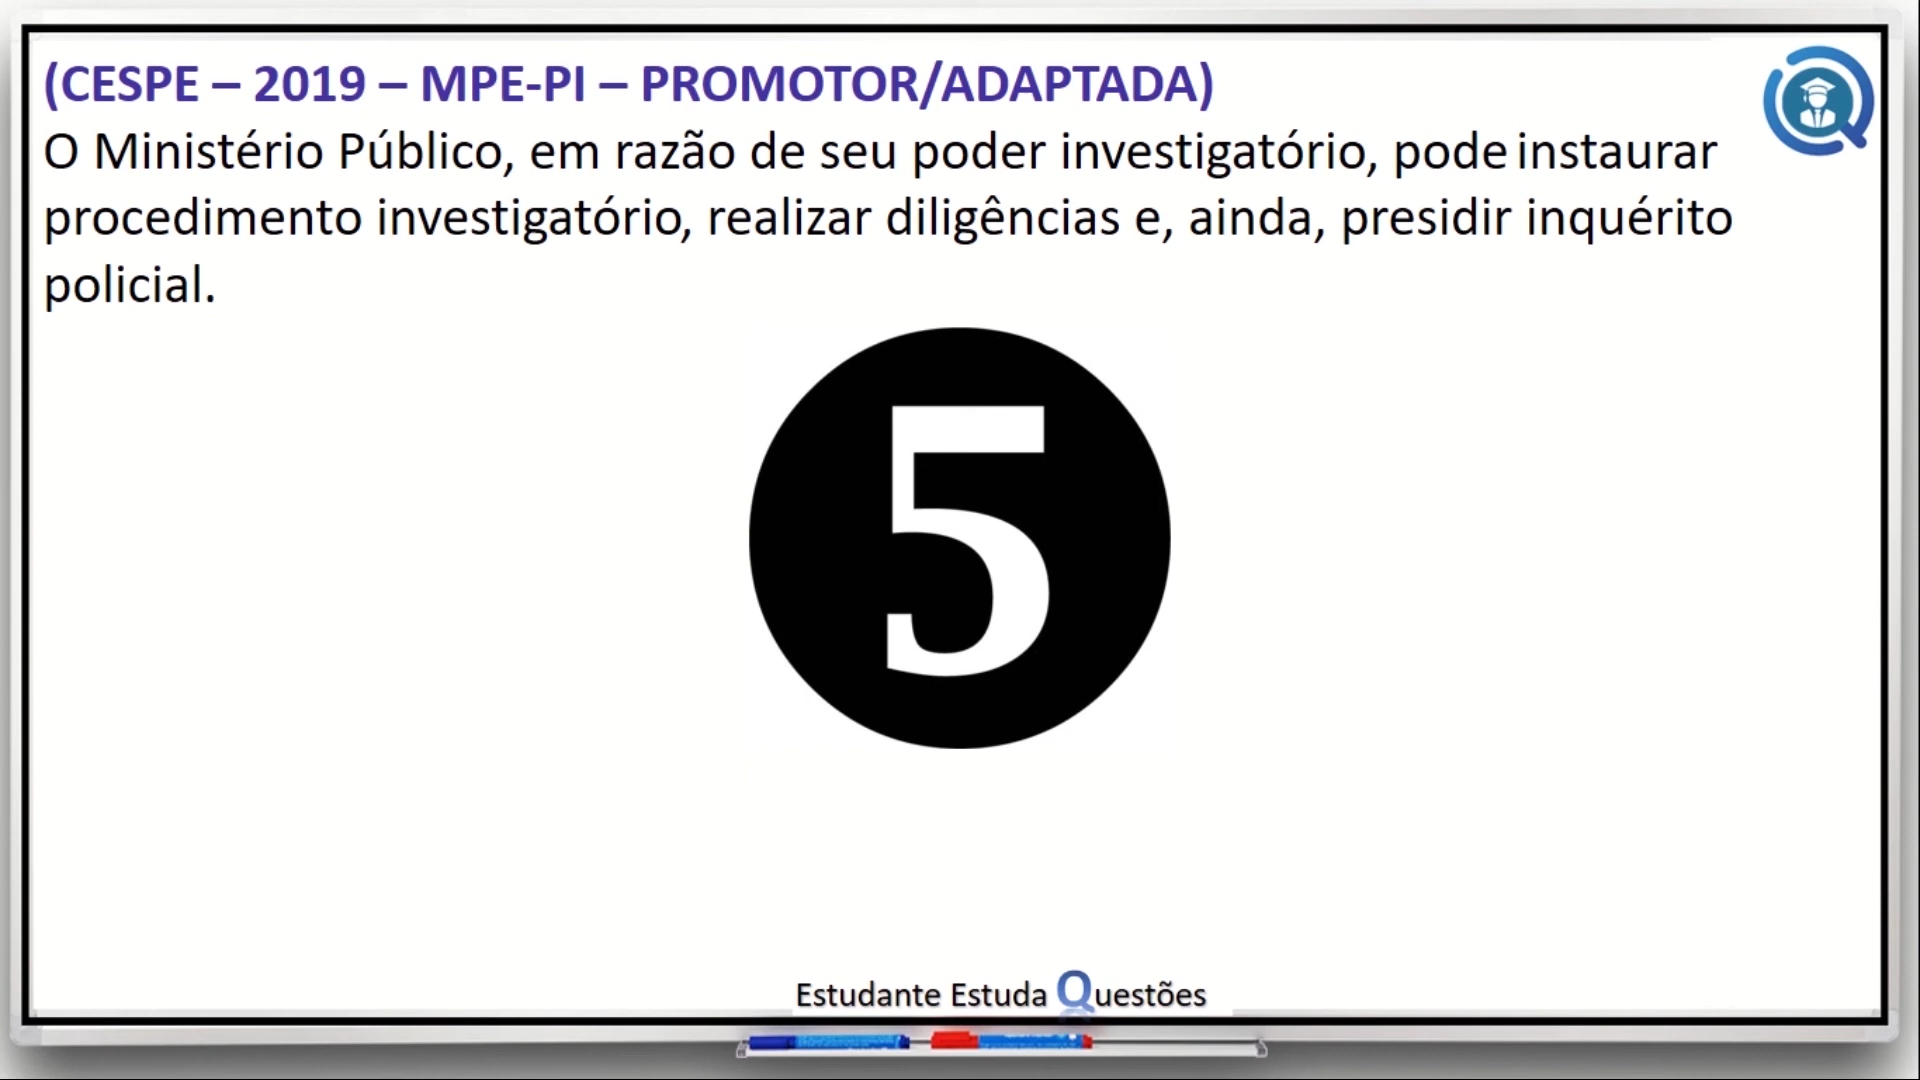 (CESPE – 2019 – MPE-PI – PROMOTOR/ADAPTADA)
O Ministério Público, em razão de seu poder investigatório, pode instaurar
procedimento investigatório, realizar diligências e, ainda, presidir inquérito
policial.
5
Estudante Estuda Questões